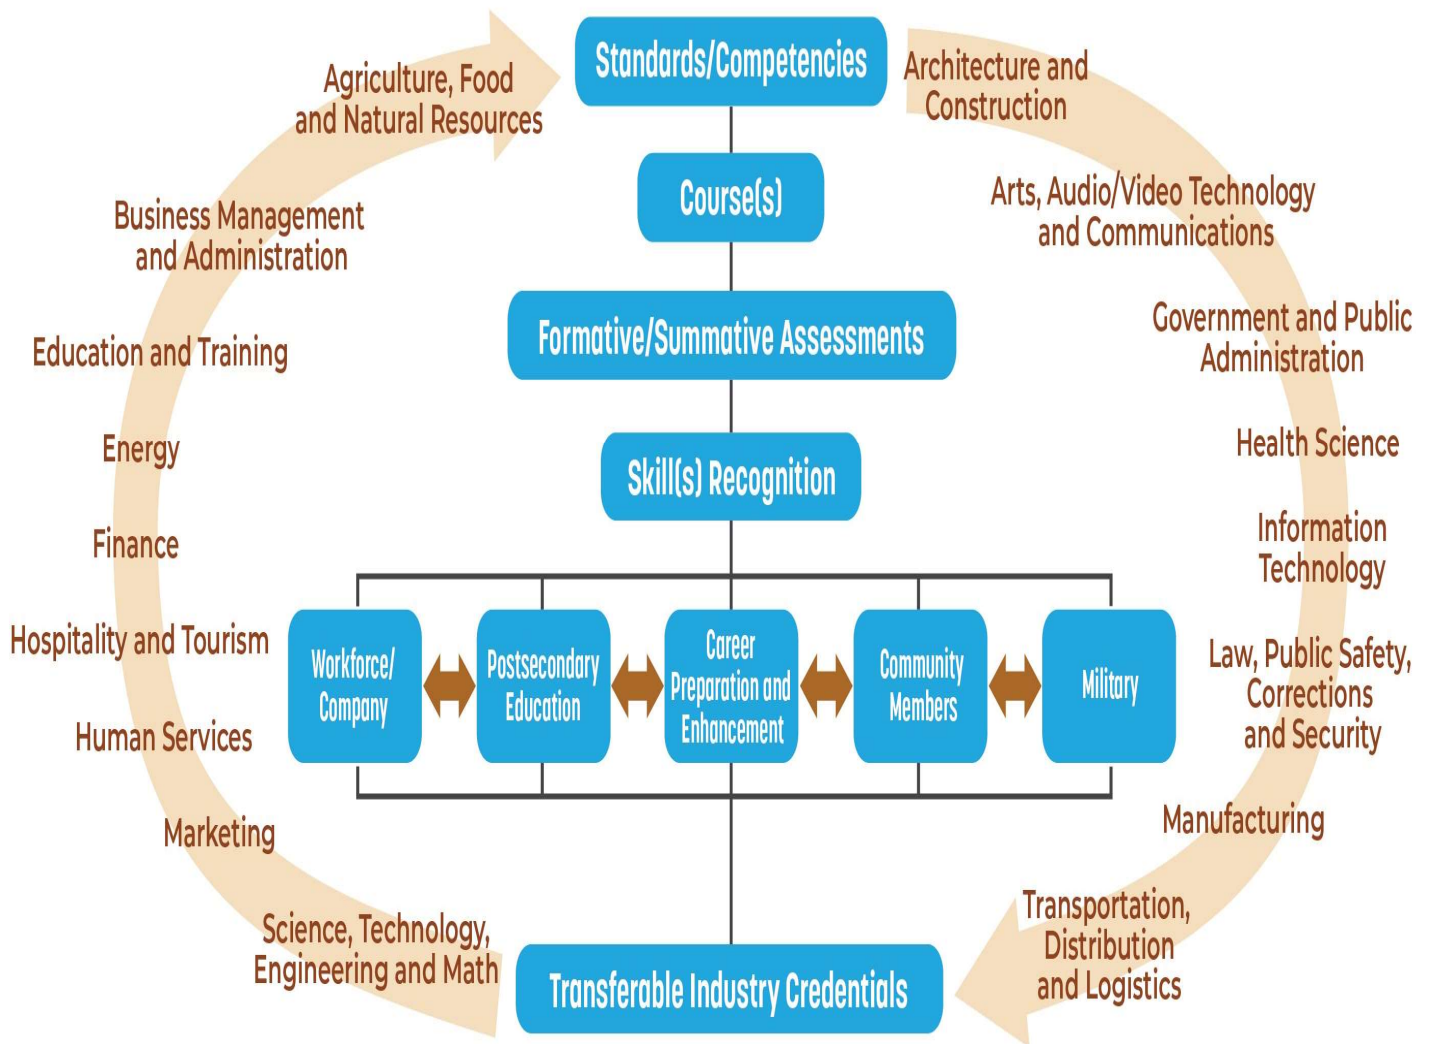 Standards/Competencies
Course(s)
Formative/Summative Assessments
Skill(s) Recognition
Workforce/
Company
Postsecondary
Education
Career
Preparation and
Enhancement
Community
Members
Military
Transferable Industry Credentials
Architecture and
Construction
Arts, Audio/Video Technology
and Communications
Government and Public
Administration
Health Science
Information
Technology
Law, Public Safety,
Corrections
and Security
Manufacturing
Transportation,
Distribution
and Logistics
Science, Technology,
Engineering and Math
Marketing
Human Services
Hospitality and Tourism
Finance
Energy
Education and Training
Business Management
and Administration
Agriculture, Food
and Natural Resources